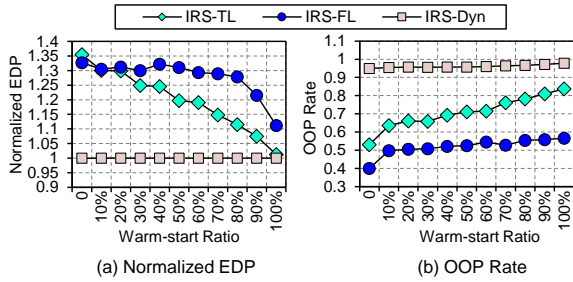 IRS-TL IRS-FL IRS-Dyn
Normalized EDP
1.4
1.35
1.3
1.25
1.2
1.15
1.1
1.05
1
0.95
0.9
0 10% 20% 30% 40% 50% 60% 70% 80% 90% 100%
Warm-start Ratio
(a) Normalized EDP
OOP Rate
1.1
1
0.9
0.8
0.7
0.6
0.5
0.4
0.3
0 10% 20% 30% 40% 50% 60% 70% 80% 90% 100%
Warm-start Ratio
(b) OOP Rate